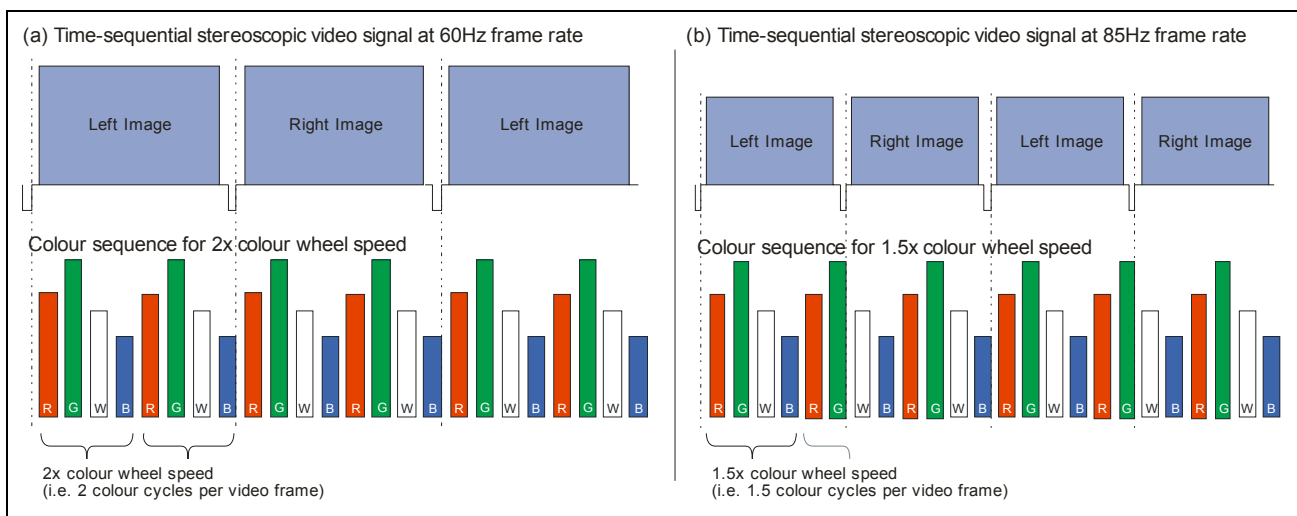 (a) Time-sequential stereoscopic video signal at 60Hz frame rate
Left Image
Right Image
Left Image
Colour sequence for 2x colour wheel speed
R G W B R G W B R G W B R G W B R G W B R G W B
2x colour wheel speed
(i.e. 2 colour cycles per video frame)
(b) Time-sequential stereoscopic video signal at 85Hz frame rate
Left Image
Right Image
Left Image
Right Image
Colour sequence for 1.5x colour wheel speed
R G W B R G W B R G W B R G W B R G W B R G W B
1.5x colour wheel speed
(i.e. 1.5 colour cycles per video frame)